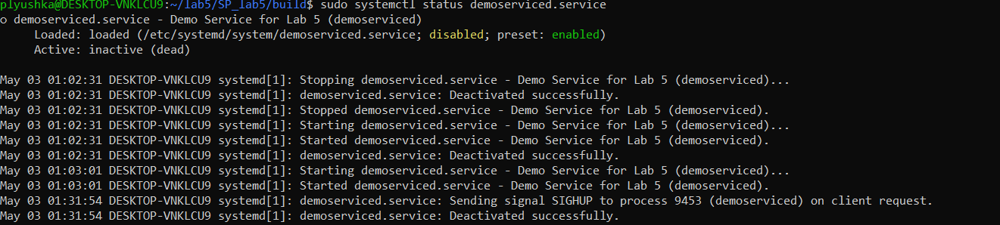 plyushka@DESKTOP-VNKLCU9:~/lab5/SP_lab5/build$ sudo systemctl status demoserviced.service
o demoserviced.service - Demo Service for Lab 5 (demoserviced)
Loaded: loaded (/etc/systemd/system/demoserviced.service; disabled; preset: enabled)
Active: inactive (dead)
May 03 01:02:31 DESKTOP-VNKLCU9 systemd[1]: Stopping demoserviced.service - Demo Service for Lab 5 (demoserviced)...
May 03 01:02:31 DESKTOP-VNKLCU9 systemd[1]: demoserviced.service: Deactivated successfully.
May 03 01:02:31 DESKTOP-VNKLCU9 systemd[1]: Stopped demoserviced.service - Demo Service for Lab 5 (demoserviced).
May 03 01:02:31 DESKTOP-VNKLCU9 systemd[1]: Starting demoserviced.service - Demo Service for Lab 5 (demoserviced)...
May 03 01:02:31 DESKTOP-VNKLCU9 systemd[1]: Started demoserviced.service - Demo Service for Lab 5 (demoserviced).
May 03 01:02:31 DESKTOP-VNKLCU9 systemd[1]: demoserviced.service: Deactivated successfully.
May 03 01:03:01 DESKTOP-VNKLCU9 systemd[1]: Starting demoserviced.service - Demo Service for Lab 5 (demoserviced)...
May 03 01:03:01 DESKTOP-VNKLCU9 systemd[1]: Started demoserviced.service - Demo Service for Lab 5 (demoserviced).
May 03 01:31:54 DESKTOP-VNKLCU9 systemd[1]: demoserviced.service: Sending signal SIGHUP to process 9453 (demoserviced) on client request.
May 03 01:31:54 DESKTOP-VNKLCU9 systemd[1]: demoserviced.service: Deactivated successfully.